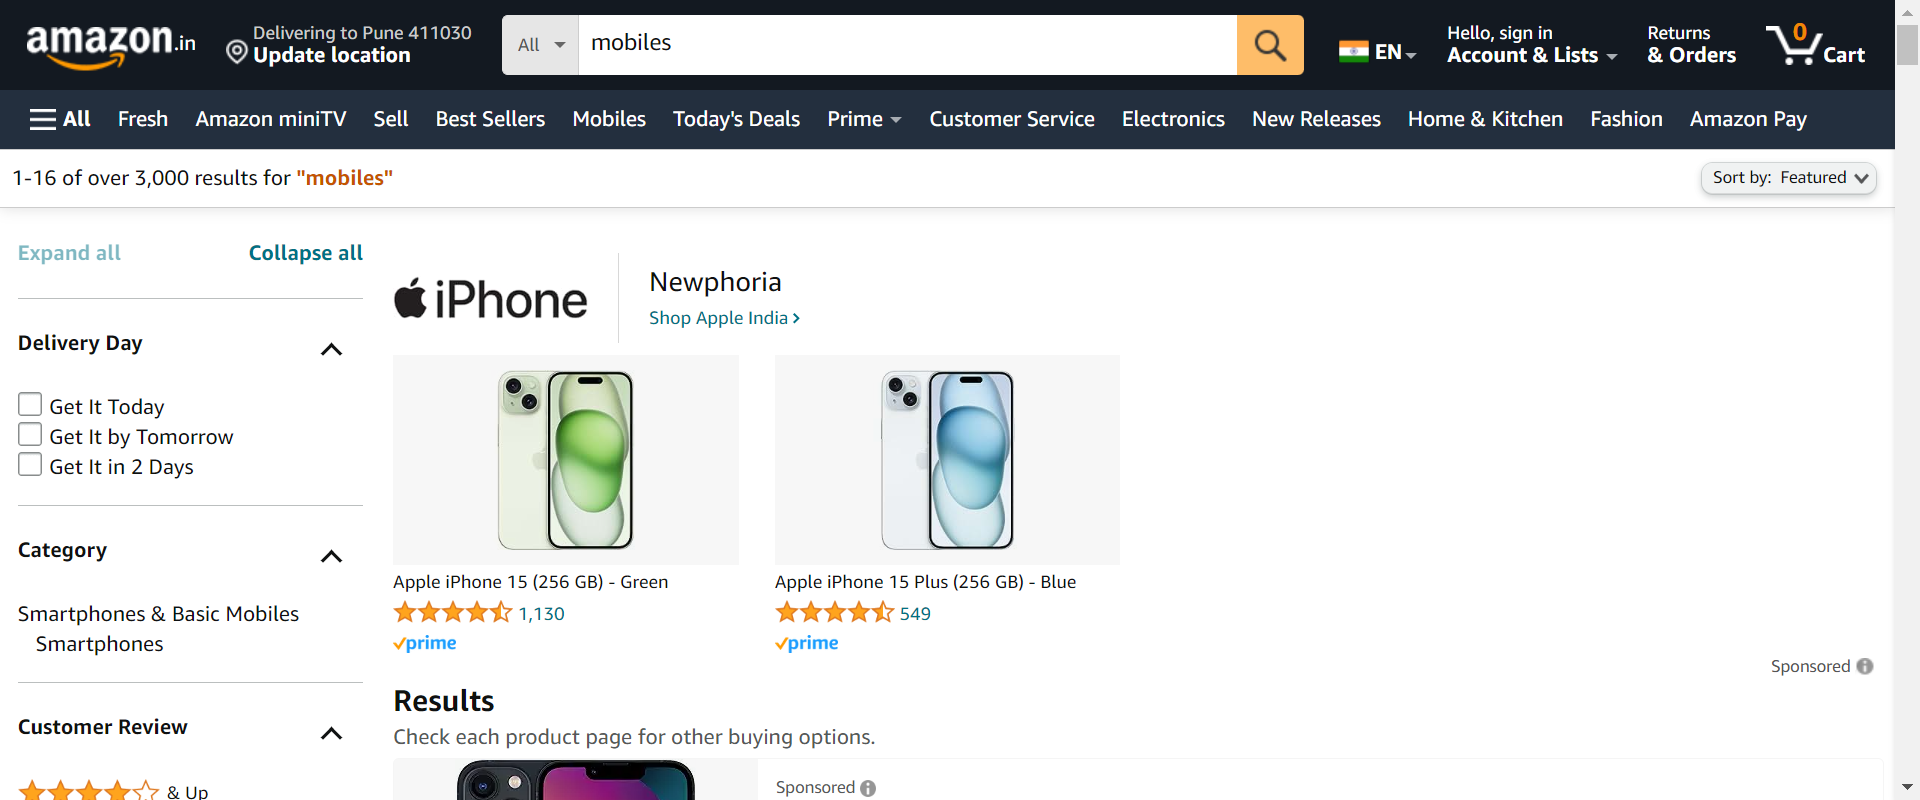 amazon.in
Delivering to Pune 411030
Update location
All
mobiles
EN
Hello, sign in
Account & Lists
Returns
& Orders
0
Cart
All Fresh Amazon miniTV Sell Best Sellers Mobiles Today's Deals Prime Customer Service Electronics New Releases Home & Kitchen Fashion Amazon Pay
1-16 of over 3,000 results for "mobiles"
Sort by: Featured
Expand all
Collapse all
Delivery Day
Get It Today
Get It by Tomorrow
Get It in 2 Days
Category
Smartphones & Basic Mobiles
Smartphones
Customer Review
& Up
iPhone
Newphoria
Shop Apple India
Apple iPhone 15 (256 GB) - Green
1,130
prime
Apple iPhone 15 Plus (256 GB) - Blue
549
prime
Sponsored
Results
Check each product page for other buying options.
Sponsored